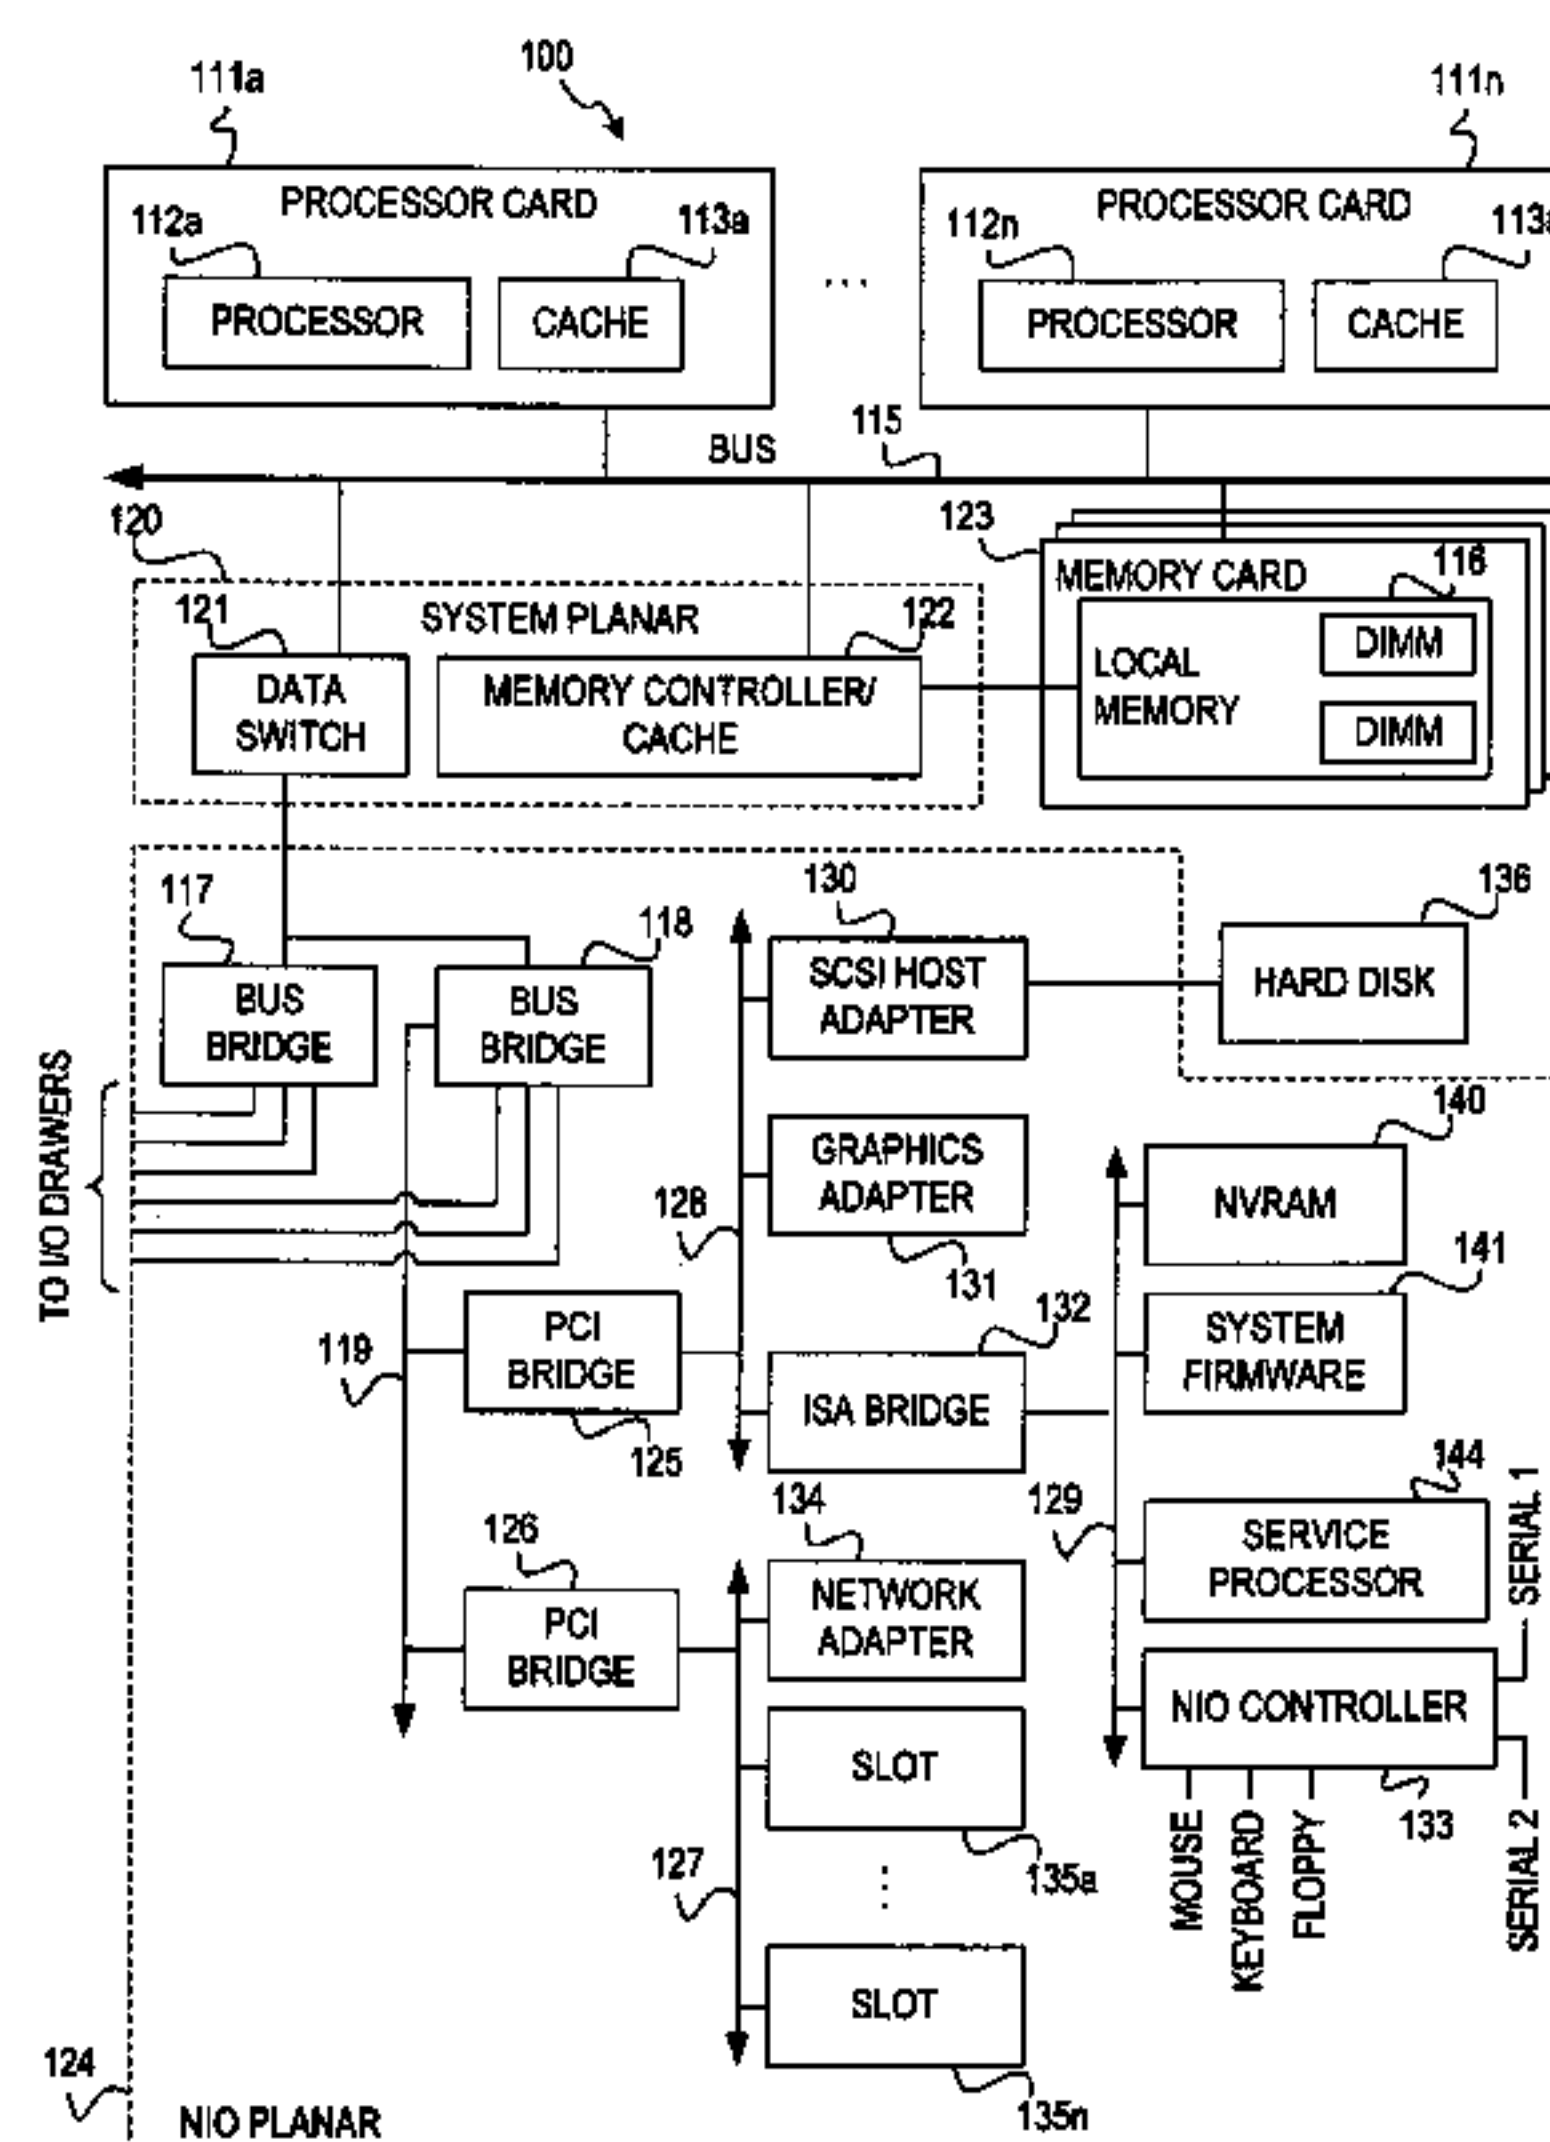 100
111a
111n
PROCESSOR CARD
PROCESSOR CARD
112a
113a
112n
PROCESSOR
CACHE
...
PROCESSOR
CACHE
BUS
115
120
123
MEMORY CARD
116
121
SYSTEM PLANAR
122
DATA
SWITCH
MEMORY CONTROLLER/
CACHE
LOCAL
MEMORY
DIMM
DIMM
117
118
130
136
BUS
BRIDGE
BUS
BRIDGE
SCSI HOST
ADAPTER
HARD DISK
TO I/O DRAWERS
128
GRAPHICS
ADAPTER
131
140
NVRAM
141
SYSTEM
FIRMWARE
119
PCI
BRIDGE
125
132
ISA BRIDGE
129
144
SERVICE
PROCESSOR
SERIAL 1
126
PCI
BRIDGE
134
NETWORK
ADAPTER
NIO CONTROLLER
133
SLOT
135a
127
SLOT
135n
MOUSE
KEYBOARD
FLOPPY
SERIAL 2
124
NIO PLANAR